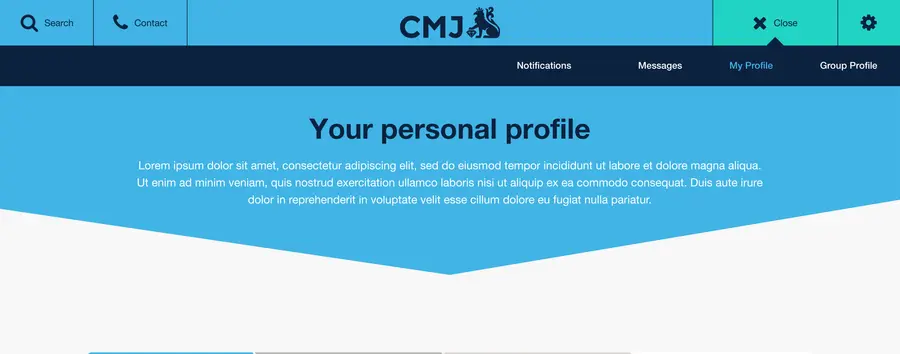 Search
Contact
CMJ
Close
Notifications
Messages
My Profile
Group Profile
Your personal profile
Lorem ipsum dolor sit amet, consectetur adipiscing elit, sed do eiusmod tempor incididunt ut labore et dolore magna aliqua.
Ut enim ad minim veniam, quis nostrud exercitation ullamco laboris nisi ut aliquip ex ea commodo consequat. Duis aute irure
dolor in reprehenderit in voluptate velit esse cillum dolore eu fugiat nulla pariatur.